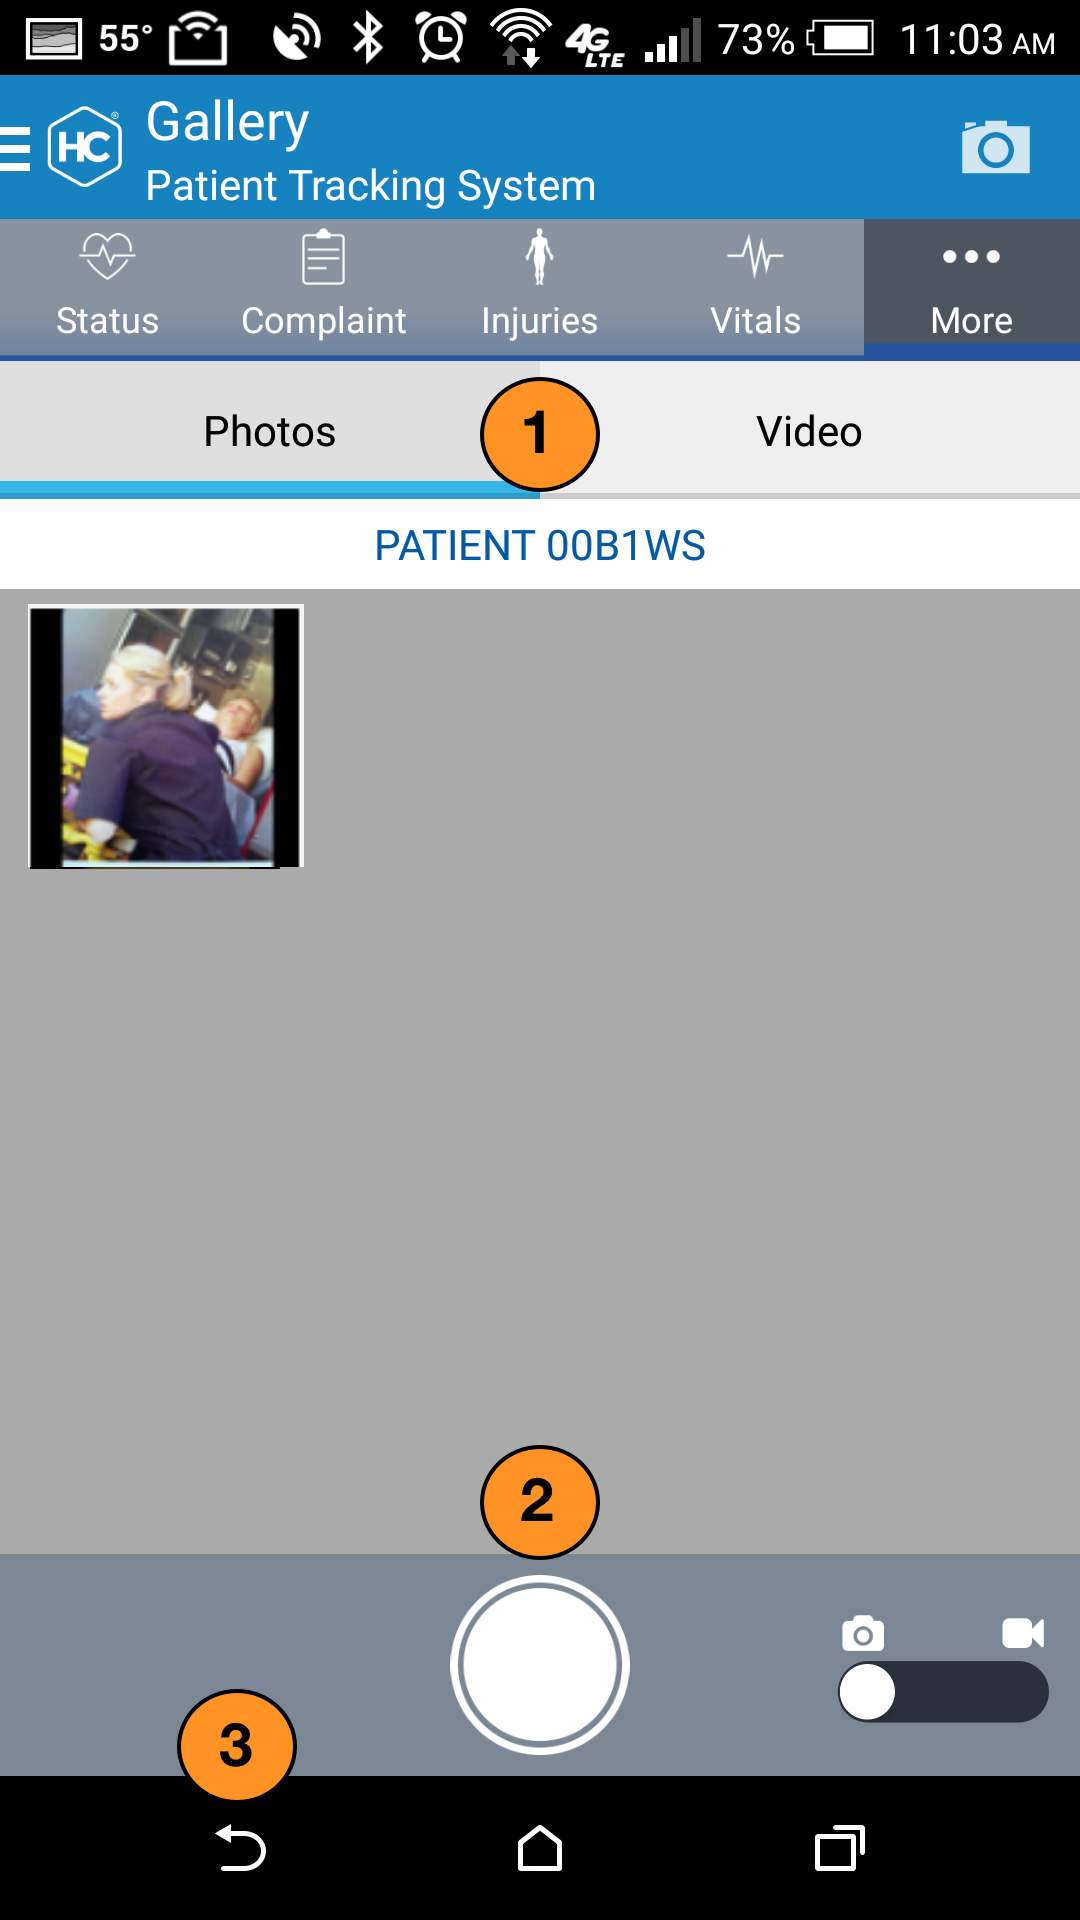 55° 4G LTE 73% 11:03 AM
HC®
Gallery
Patient Tracking System
Status Complaint Injuries Vitals More
Photos 1 Video
PATIENT 00B1WS
2
3